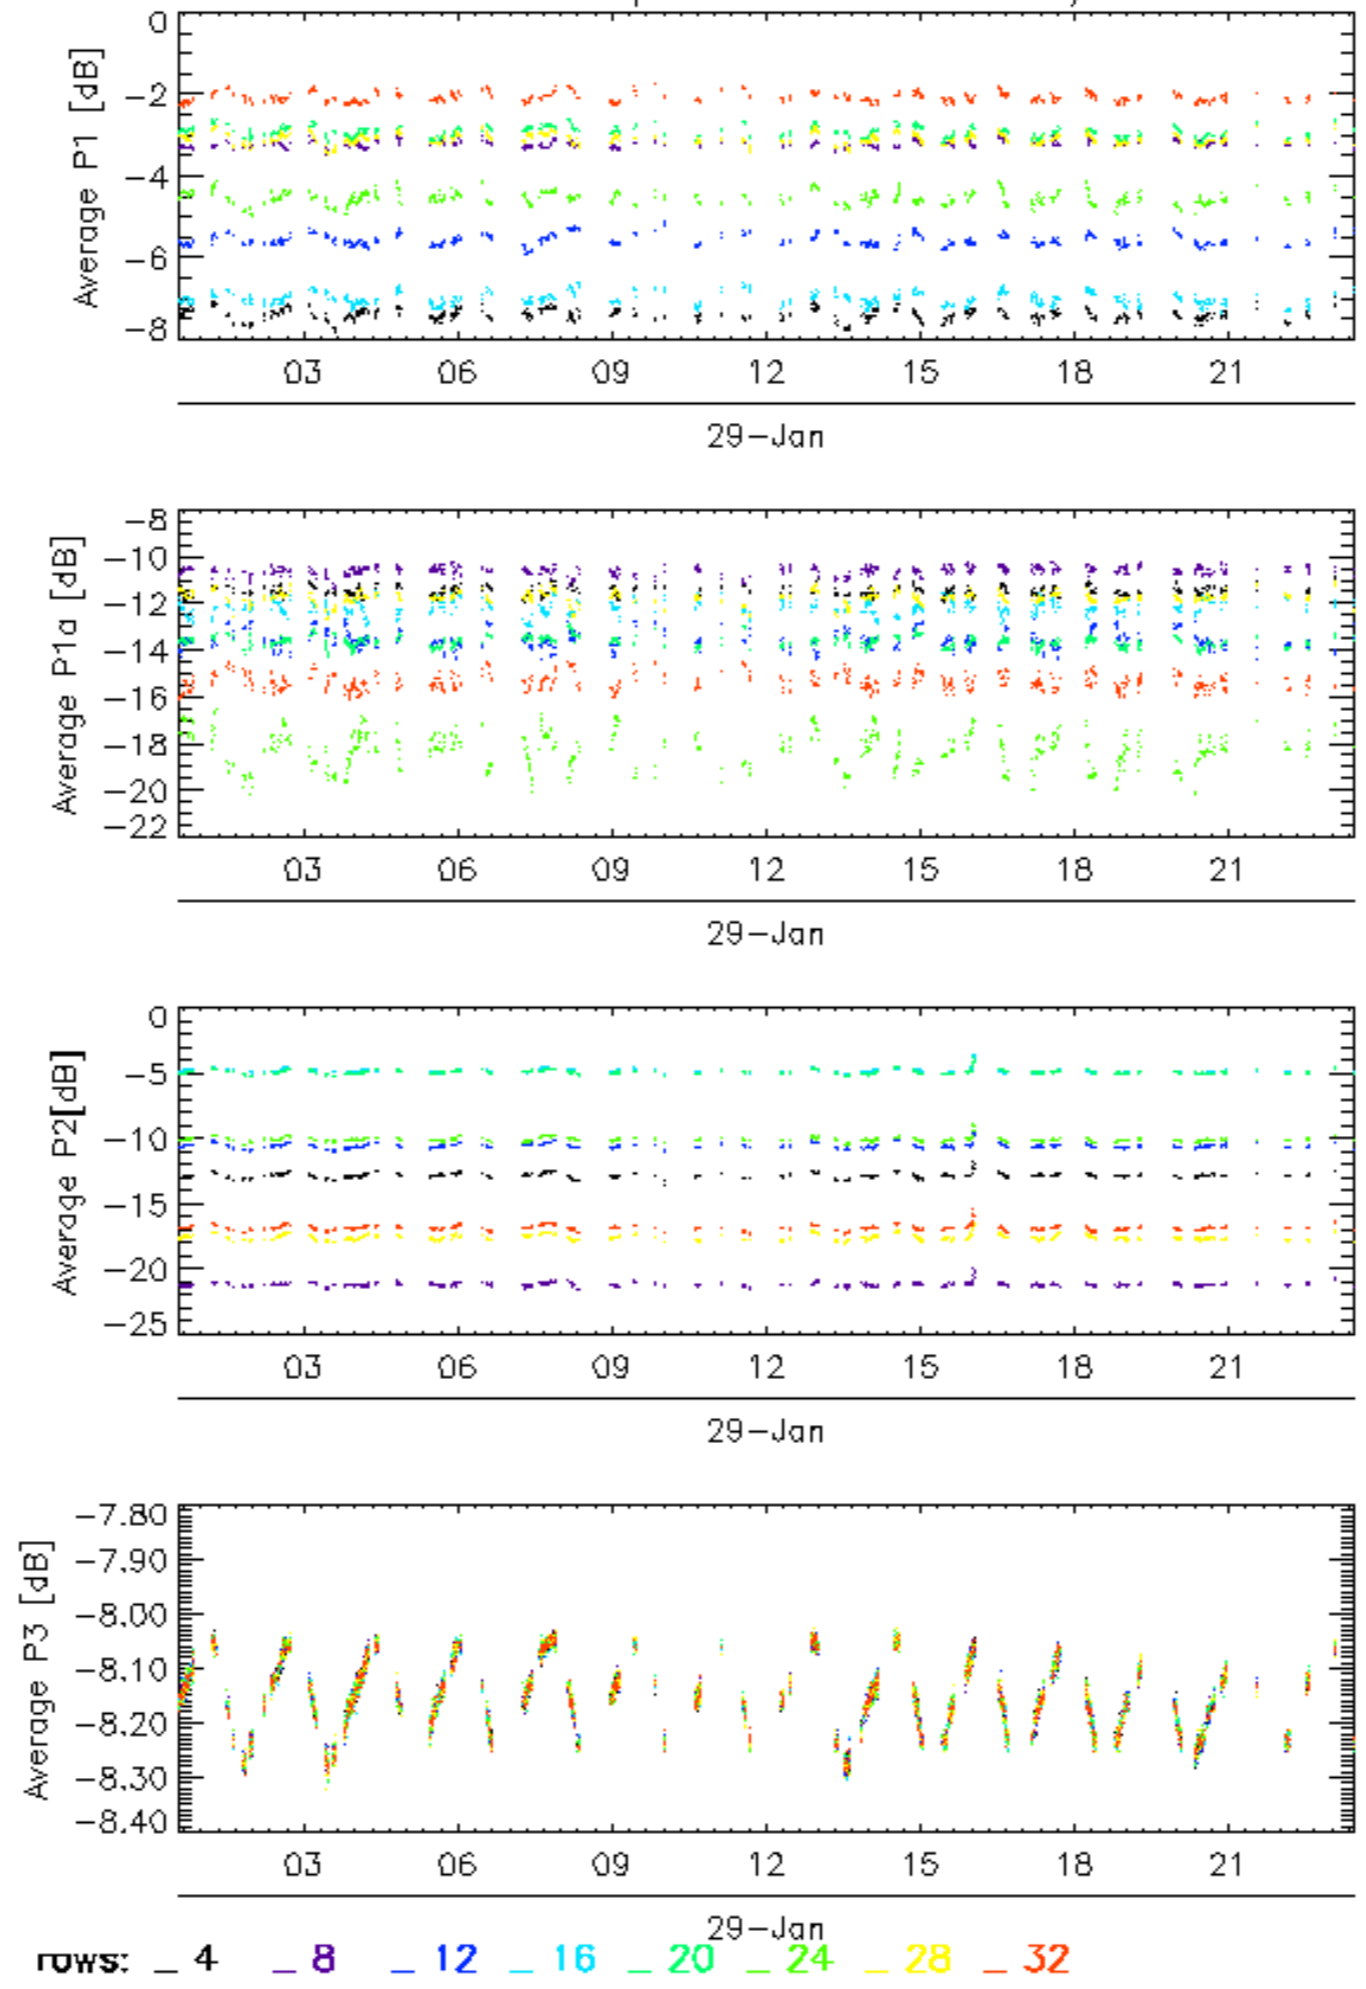 0
-2
-4
-6
-8
Average P1 [dB]
03 06 09 12 15 18 21
29-Jan
-8
-10
-12
-14
-16
-18
-20
-22
Average P1a [dB]
03 06 09 12 15 18 21
29-Jan
0
-5
-10
-15
-20
-25
Average P2[dB]
03 06 09 12 15 18 21
29-Jan
-7.80
-7.90
-8.00
-8.10
-8.20
-8.30
-8.40
Average P3 [dB]
03 06 09 12 15 18 21
29-Jan
rows: _ 4 _ 8 _ 12 _ 16 _ 20 _ 24 _ 28 _ 32